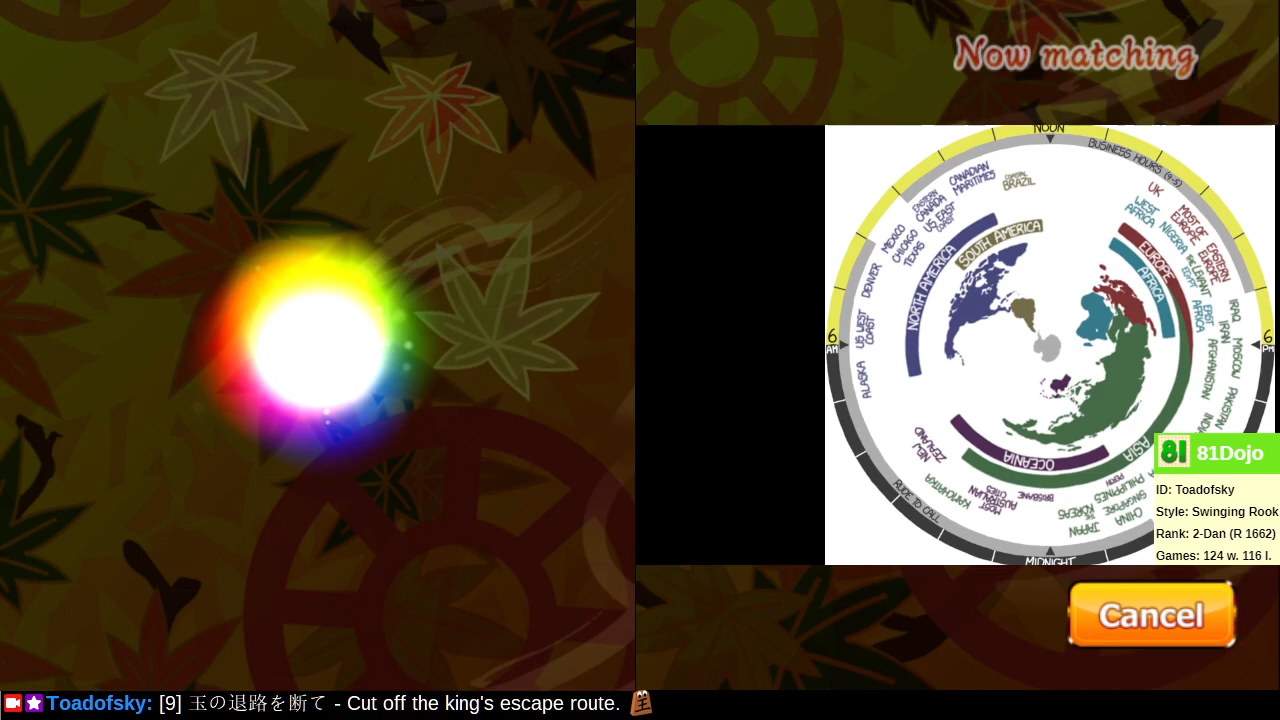 Now matching
NOON
BUSINESS HOURS (9-5)
CANADIAN
MARITIMES
COASTAL
BRAZIL
EASTERN
CANADA
US EAST
COAST
MEXICO
CHICAGO
TEXAS
DENVER
US WEST
COAST
ALASKA
UK
WEST
AFRICA
MOST OF
EUROPE
NIGERIA
EASTERN
EUROPE
THE LEVANT
EGYPT
EAST
AFRICA
IRAQ
IRAN
MOSCOW
AFGHANISTAN
PAKISTAN
NORTH AMERICA
SOUTH AMERICA
EUROPE
AFRICA
ASIA
OCEANIA
6
AM
6
NEW
ZEALAND
KAMCHATKA
MOST
AUSTRALIAN
CITIES
BRISBANE
KOREAS
JAPAN
PHILIPPINES
SINGAPORE
CHINA
PERTH
RUDE TO CALL
MIDNIGHT
81 81Dojo
ID: Toadofsky
Style: Swinging Rook
Rank: 2-Dan (R 1662)
Games: 124 w. 116 l.
Cancel
Toadofsky: [9] 玉の退路を断て - Cut off the king's escape route.